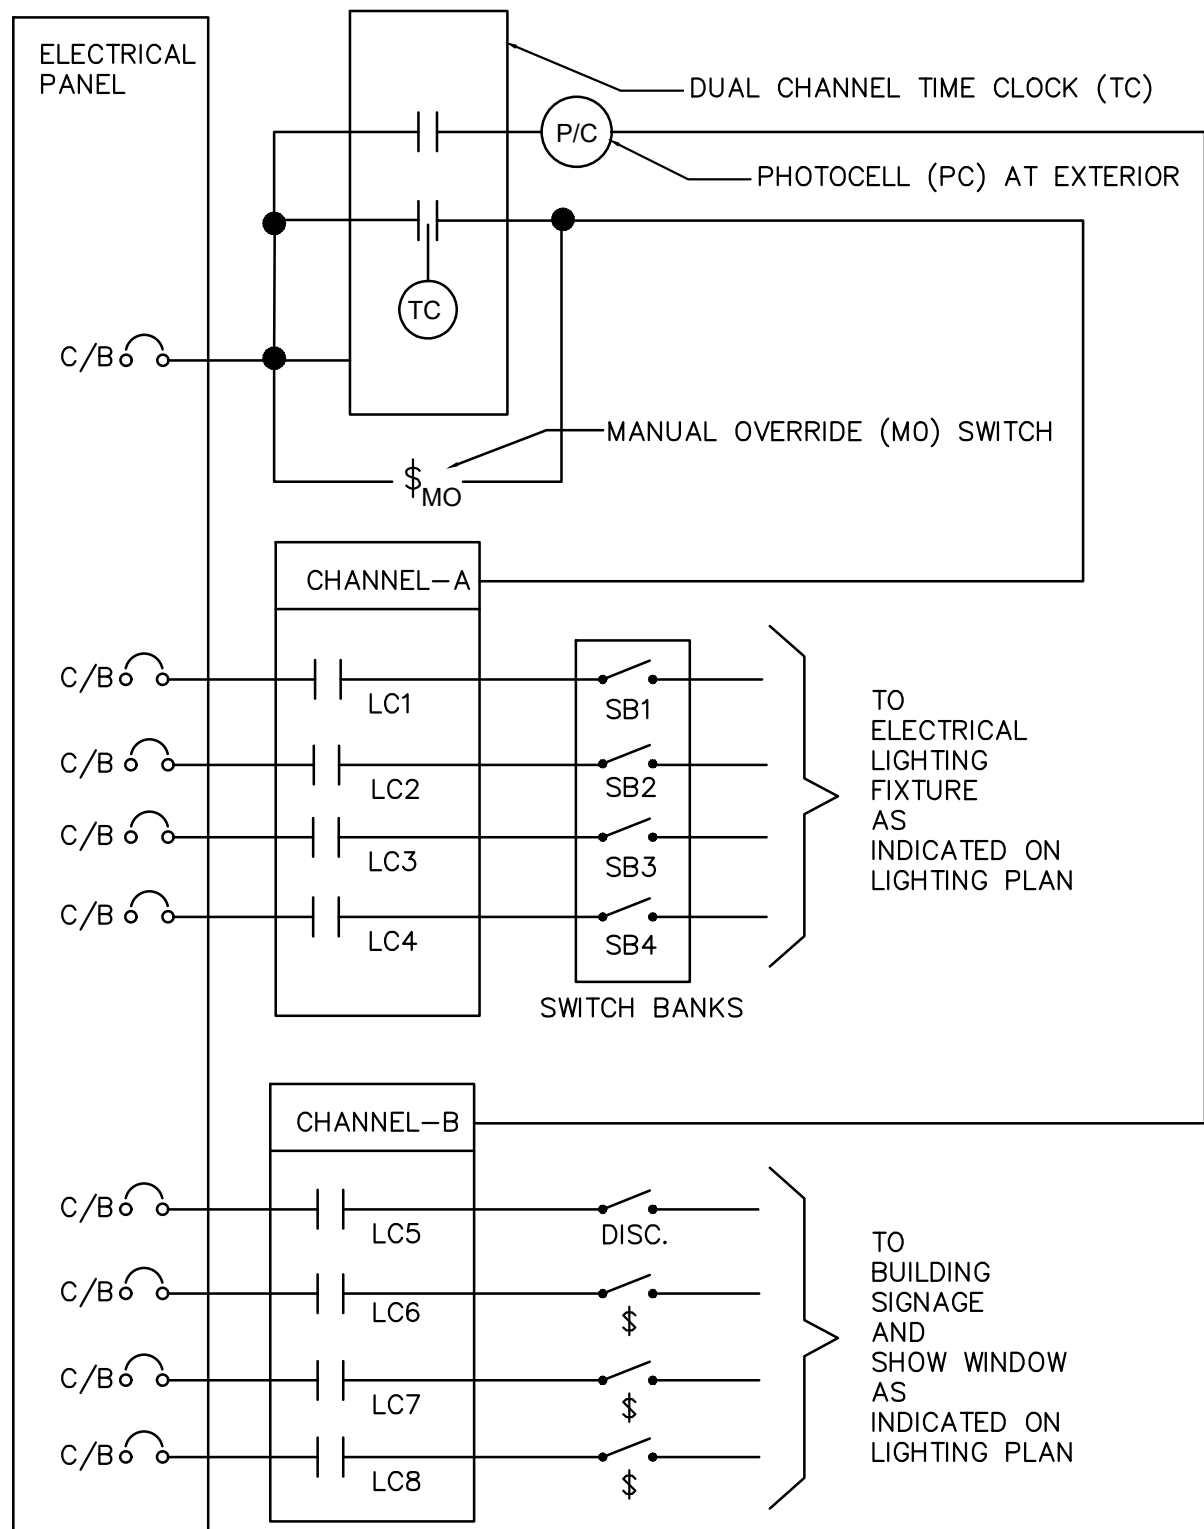 ELECTRICAL
PANEL
DUAL CHANNEL TIME CLOCK (TC)
P/C
PHOTOCELL (PC) AT EXTERIOR
TC
C/B
MANUAL OVERRIDE (MO) SWITCH
$MO
CHANNEL-A
C/B
LC1
SB1
C/B
LC2
SB2
C/B
LC3
SB3
C/B
LC4
SB4
SWITCH BANKS
TO
ELECTRICAL
LIGHTING
FIXTURE
AS
INDICATED ON
LIGHTING PLAN
CHANNEL-B
C/B
LC5
DISC.
C/B
LC6
$
C/B
LC7
$
C/B
LC8
$
TO
BUILDING
SIGNAGE
AND
SHOW WINDOW
AS
INDICATED ON
LIGHTING PLAN